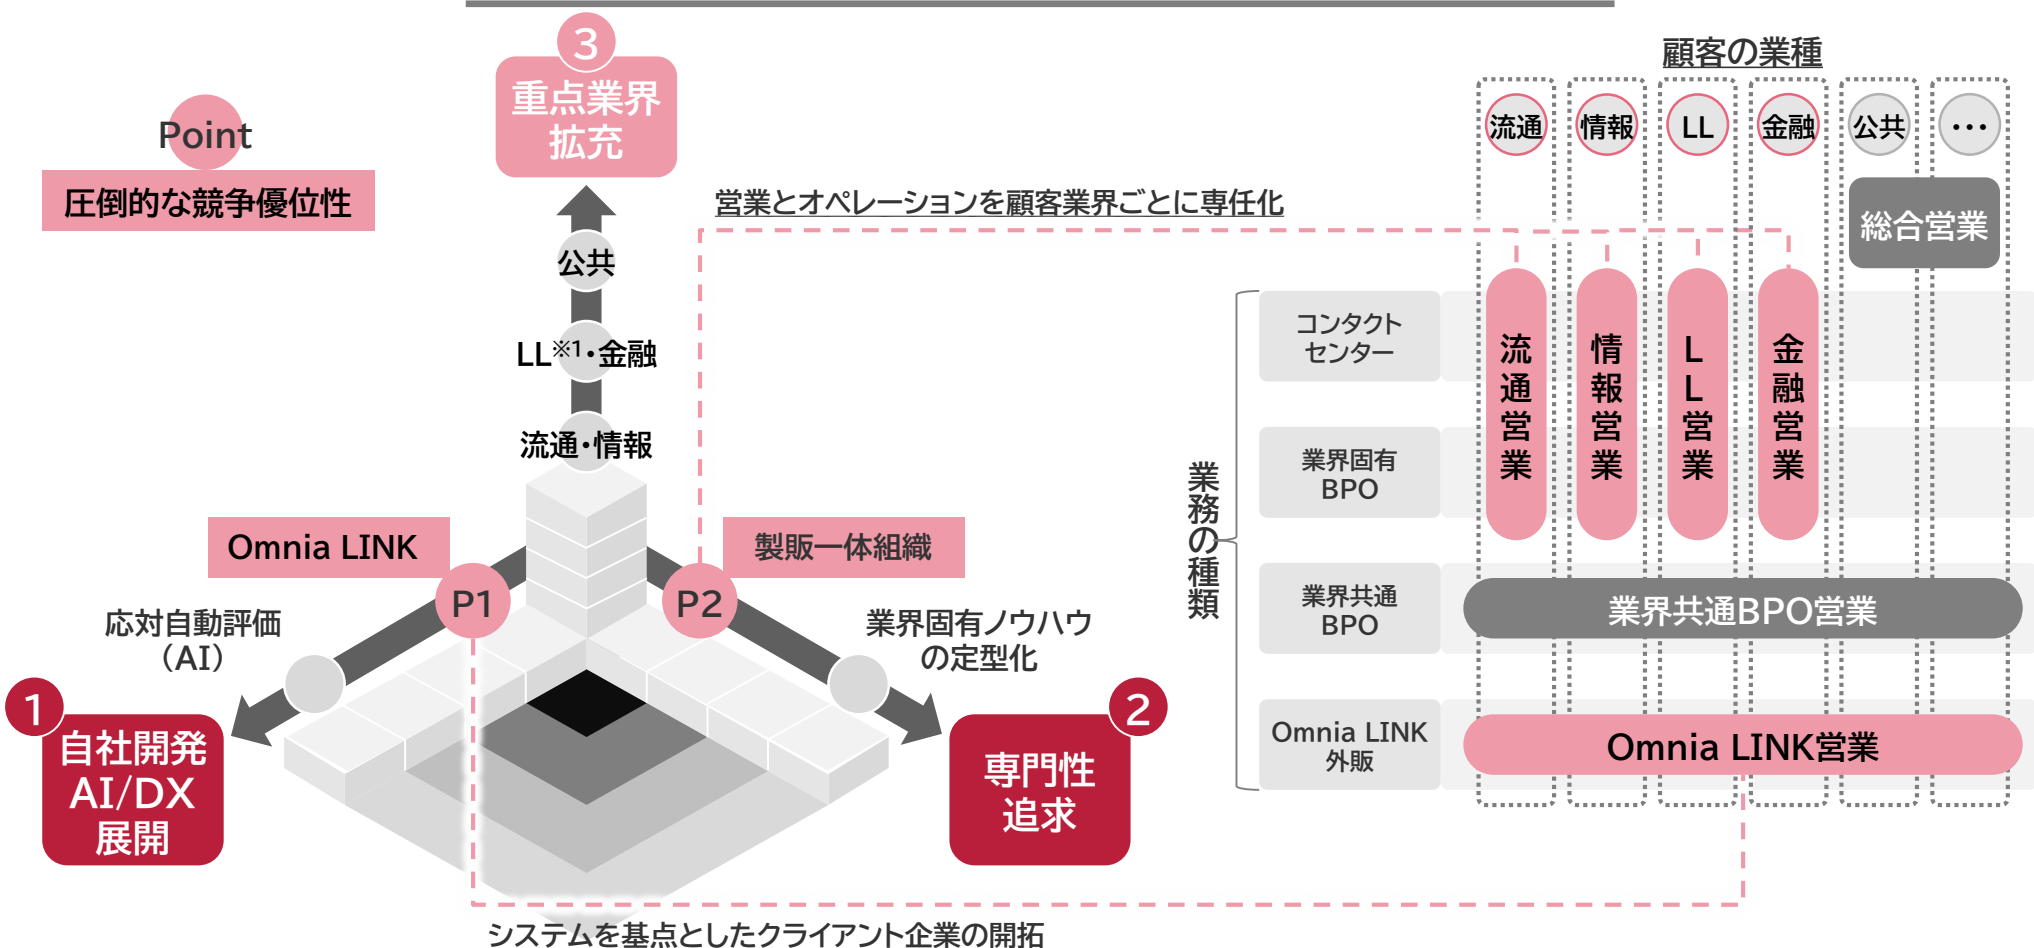 3
重点業界
拡充
Point
圧倒的な競争優位性
公共
LL※1・金融
流通・情報
Omnia LINK
P1
製販一体組織
P2
応対自動評価
（AI）
業界固有ノウハウ
の定型化
1
自社開発
AI/DX
展開
2
専門性
追求
営業とオペレーションを顧客業界ごとに専任化
システムを基点としたクライアント企業の開拓
顧客の業種
流通
情報
LL
金融
公共
…
総合営業
業務の種類
コンタクト
センター
業界固有
BPO
業界共通
BPO
Omnia LINK
外販
流通営業
情報営業
LL営業
金融営業
業界共通BPO営業
Omnia LINK営業